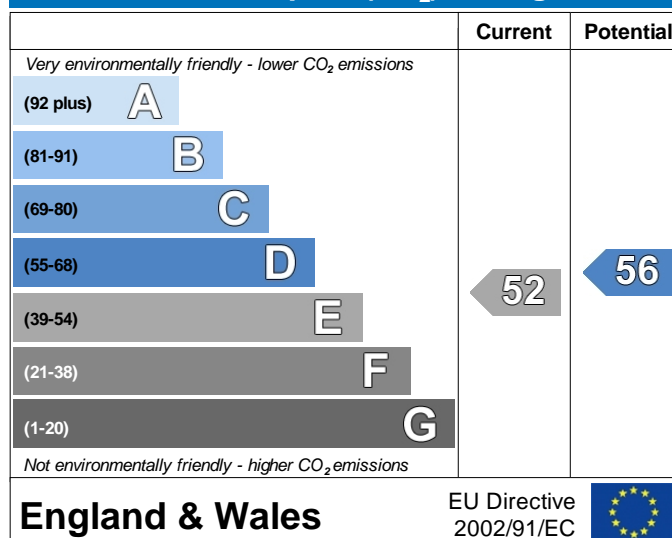 Current Potential
Very environmentally friendly - lower CO₂ emissions
(92 plus) A
(81-91) B
(69-80) C
(55-68) D
56
52
(39-54) E
(21-38) F
(1-20) G
Not environmentally friendly - higher CO₂ emissions
England & Wales
EU Directive
2002/91/EC